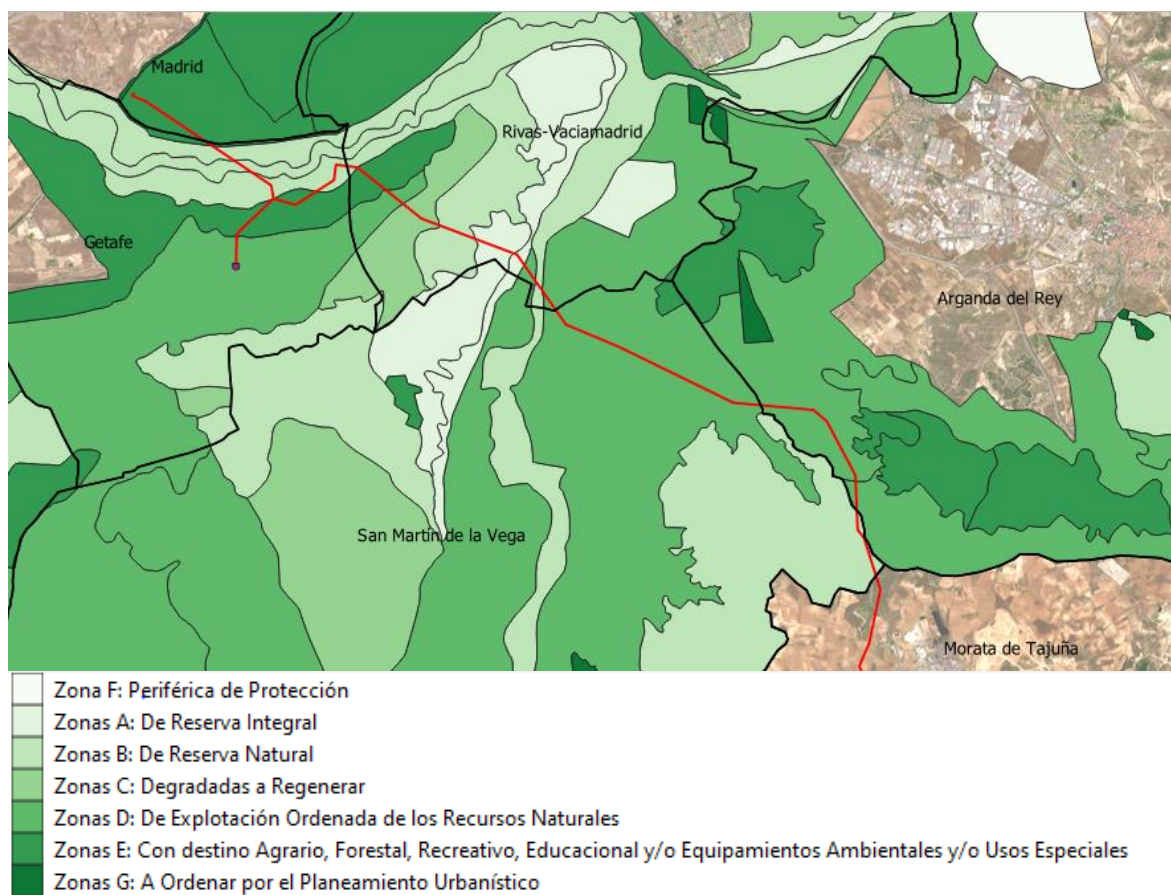 Madrid
Rivas-Vaciamadrid
Getafe
Arganda del Rey
San Martín de la Vega
Morata de Tajuña
Zona F: Periférica de Protección
Zonas A: De Reserva Integral
Zonas B: De Reserva Natural
Zonas C: Degradadas a Regenerar
Zonas D: De Explotación Ordenada de los Recursos Naturales
Zonas E: Con destino Agrario, Forestal, Recreativo, Educacional y/o Equipamientos Ambientales y/o Usos Especiales
Zonas G: A Ordenar por el Planeamiento Urbanístico